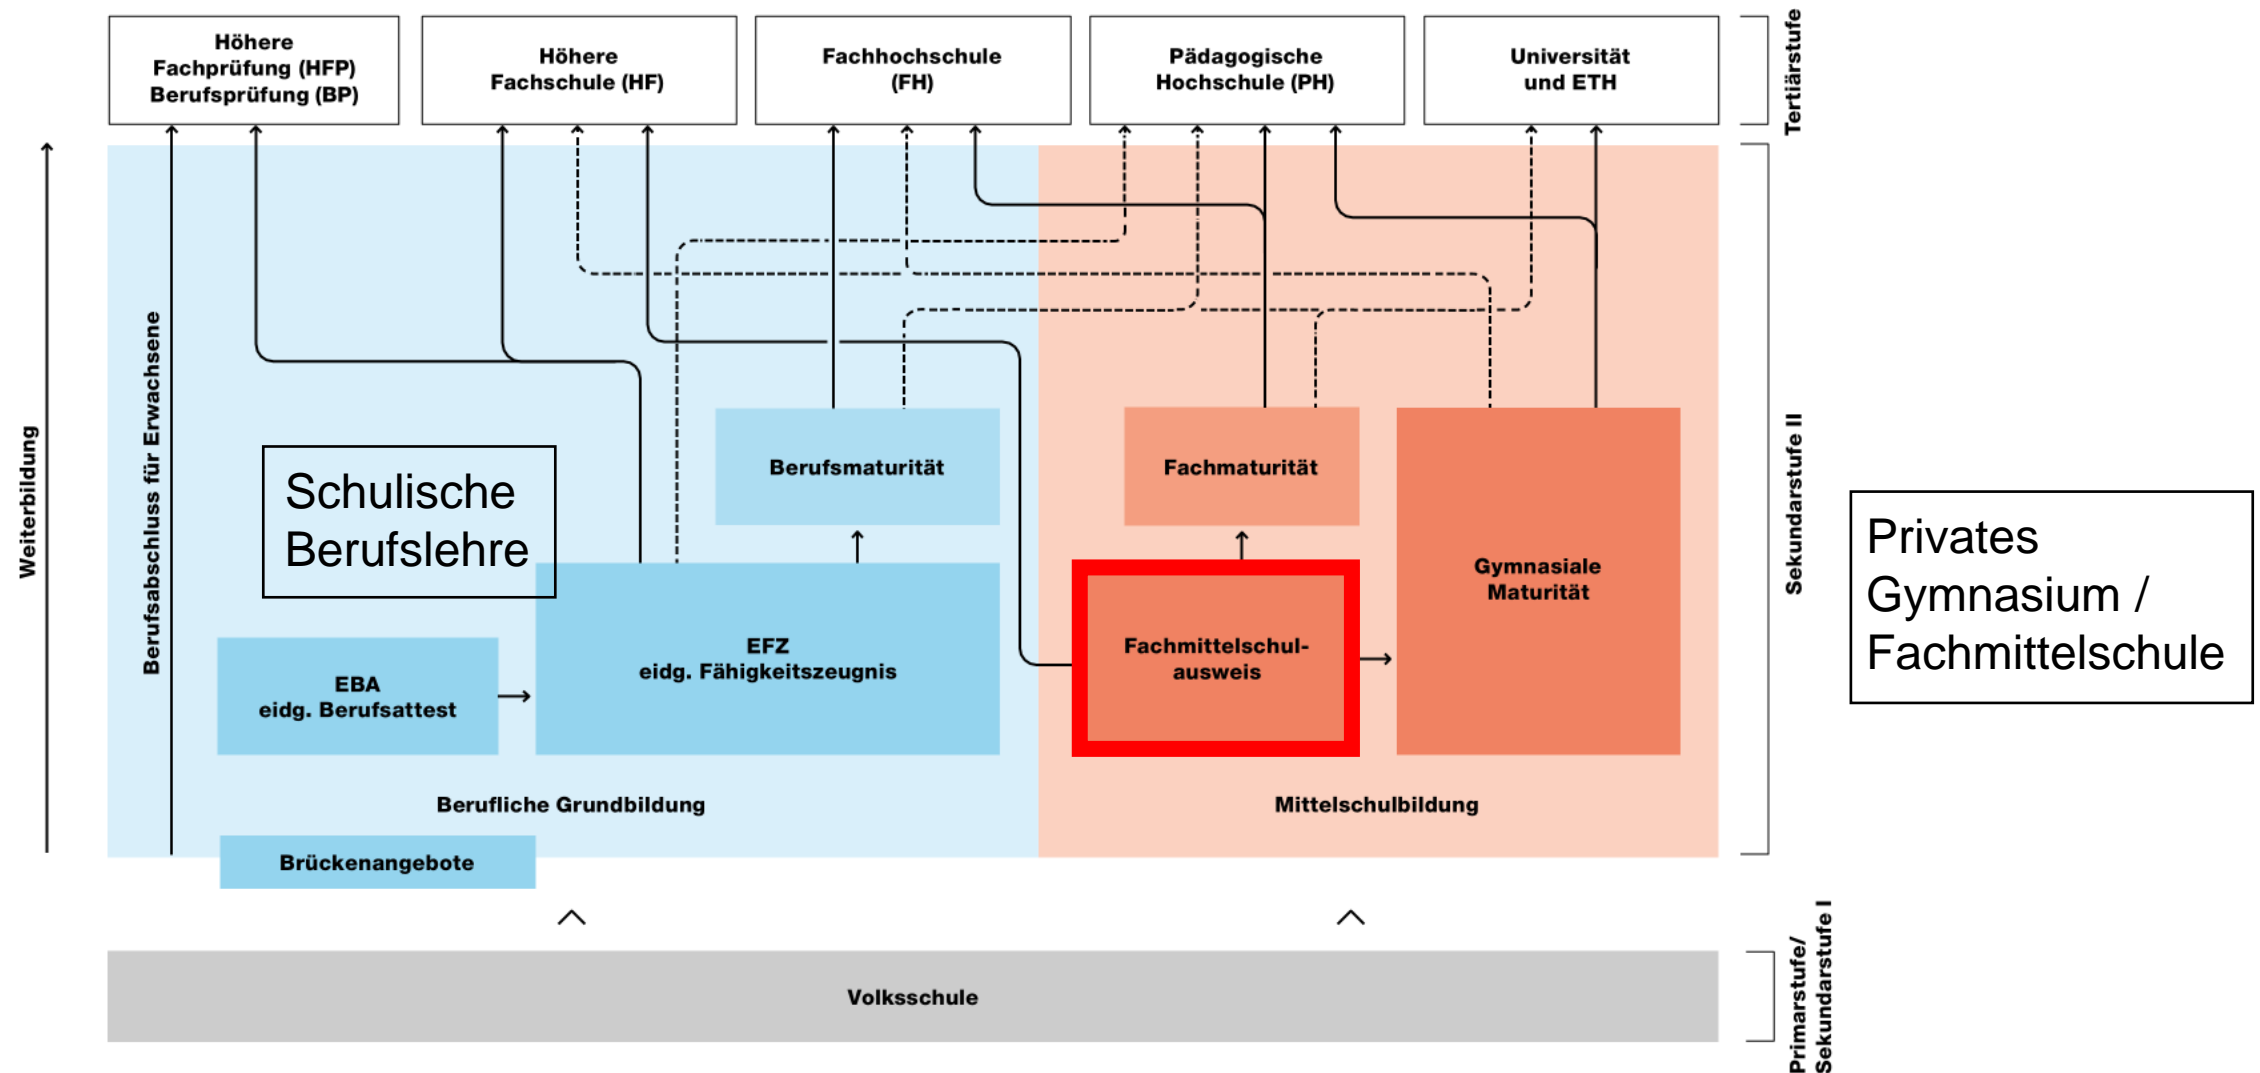 Höhere
Fachprüfung (HFP)
Berufsprüfung (BP)
Höhere
Fachschule (HF)
Fachhochschule
(FH)
Pädagogische
Hochschule (PH)
Universität
und ETH
Tertiärstufe
Weiterbildung
Berufsabschluss für Erwachsene
Schulische
Berufslehre
Berufsmaturität
Fachmaturität
Gymnasiale
Maturität
EFZ
eidg. Fähigkeitszeugnis
EBA
eidg. Berufsattest
Fachmittelschul-
ausweis
Sekundarstufe II
Privates
Gymnasium /
Fachmittelschule
Berufliche Grundbildung
Mittelschulbildung
Brückenangebote
Volksschule
Primarstufe/
Sekundarstufe I